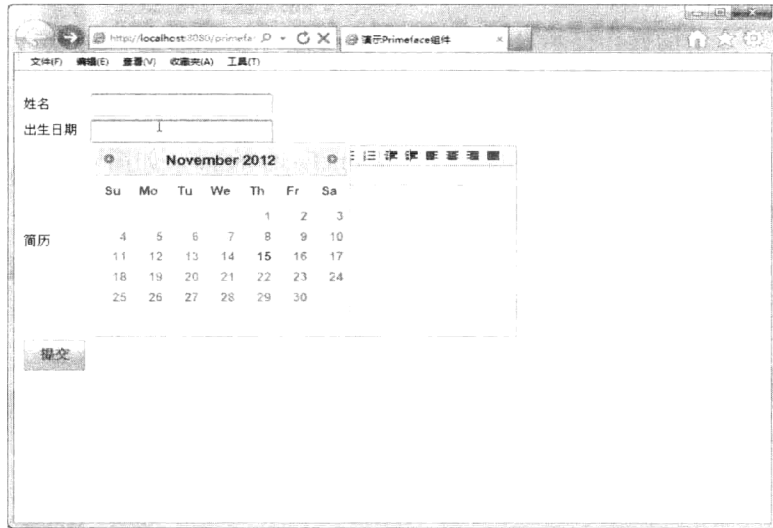 http://localhost:8080/primefa
演示Primeface组件
文件(F) 编辑(E) 查看(V) 收藏夹(A) 工具(T)
姓名
出生日期
November 2012
Su Mo Tu We Th Fr Sa
1 2 3
4 5 6 7 8 9 10
11 12 13 14 15 16 17
18 19 20 21 22 23 24
25 26 27 28 29 30
简历
提交